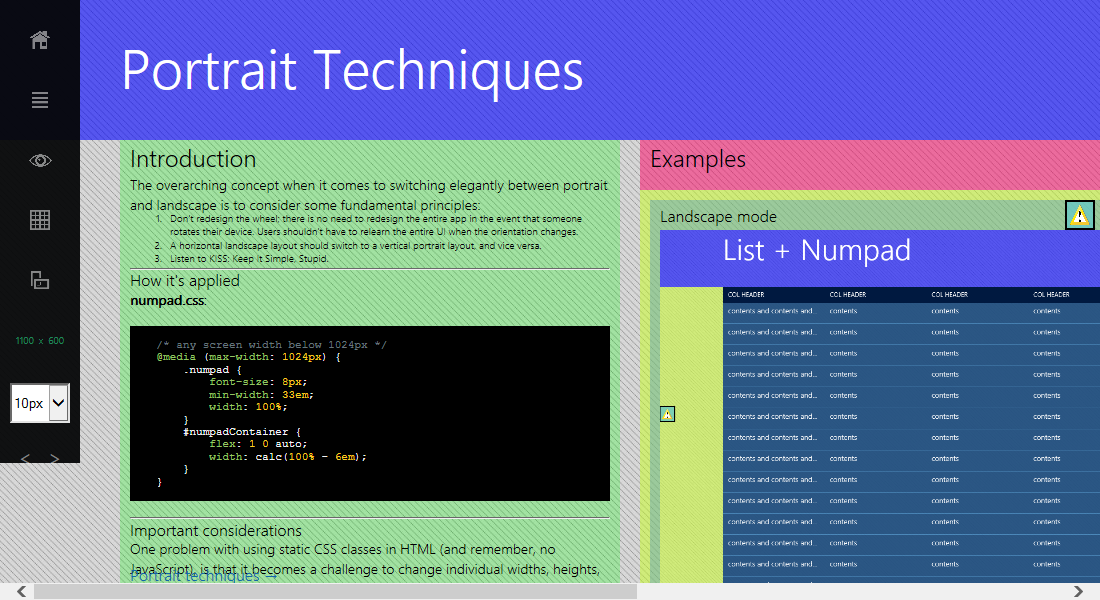 Portrait Techniques
1100 x 600
10px
Introduction
The overarching concept when it comes to switching elegantly between portrait
and landscape is to consider some fundamental principles:
1. Don't redesign the wheel; there is no need to redesign the entire app in the event that someone
rotates their device. Users shouldn't have to relearn the entire UI when the orientation changes.
2. A horizontal landscape layout should switch to a vertical portrait layout, and vice versa.
3. Listen to KISS: Keep It Simple, Stupid.
How it's applied
numpad.css:
/* any screen width below 1024px */
@media (max-width: 1024px) {
.numpad {
font-size: 8px;
min-width: 33em;
width: 100%;
}
#numpadContainer {
flex: 1 0 auto;
width: calc(100% - 6em);
}
}
Important considerations
One problem with using static CSS classes in HTML (and remember, no
JavaScript), is that it becomes a challenge to change individual widths, heights,
Portrait techniques →
Examples
Landscape mode
List + Numpad
COL HEADER COL HEADER COL HEADER COL HEADER
contents and contents and... contents contents contents
contents and contents and... contents contents contents
contents and contents and... contents contents contents
contents and contents and... contents contents contents
contents and contents and... contents contents contents
contents and contents and... contents contents contents
contents and contents and... contents contents contents
contents and contents and... contents contents contents
contents and contents and... contents contents contents
contents and contents and... contents contents contents
contents and contents and... contents contents contents
contents and contents and... contents contents contents
contents and contents and... contents contents contents